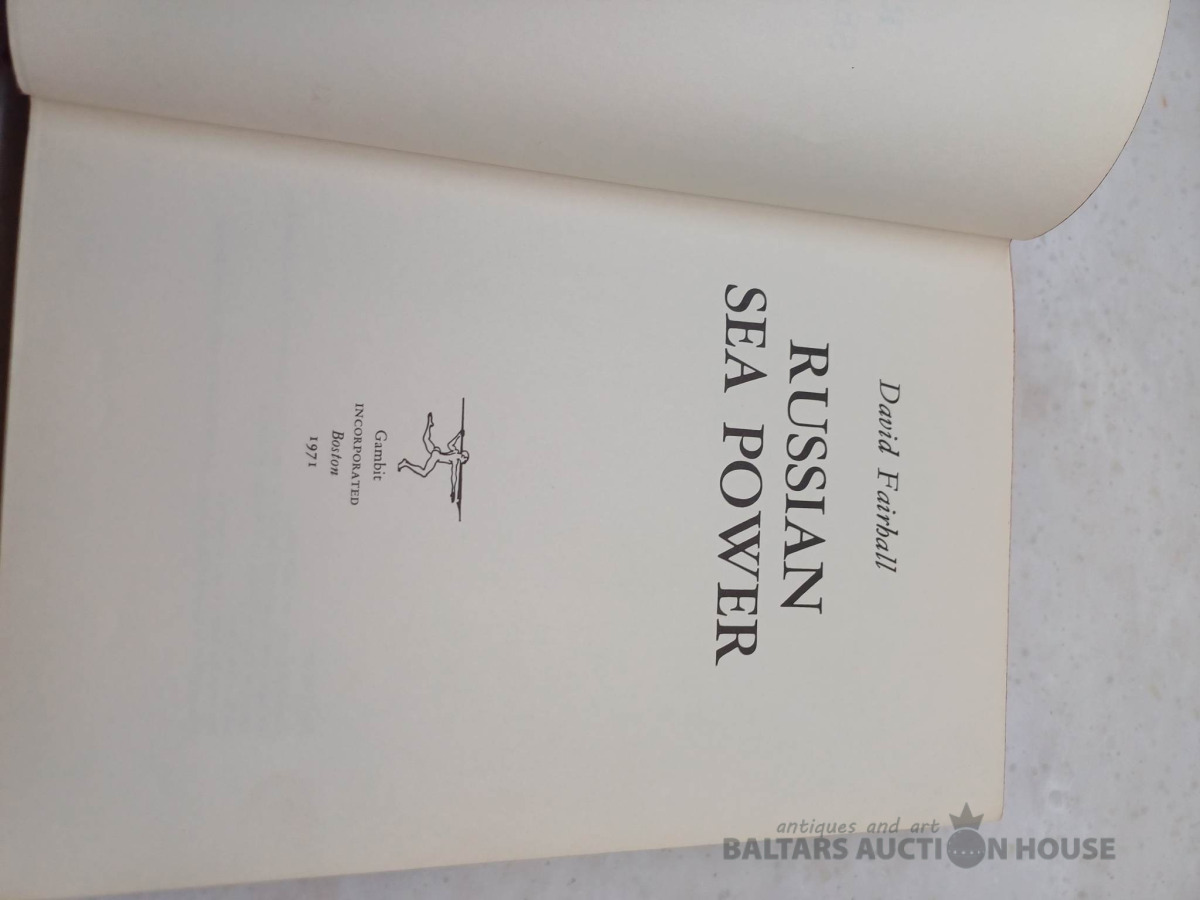 David Fairhall
RUSSIAN
SEA POWER
Gambit
INCORPORATED
Boston
1971
antiques and art
BALTARS AUCTION HOUSE